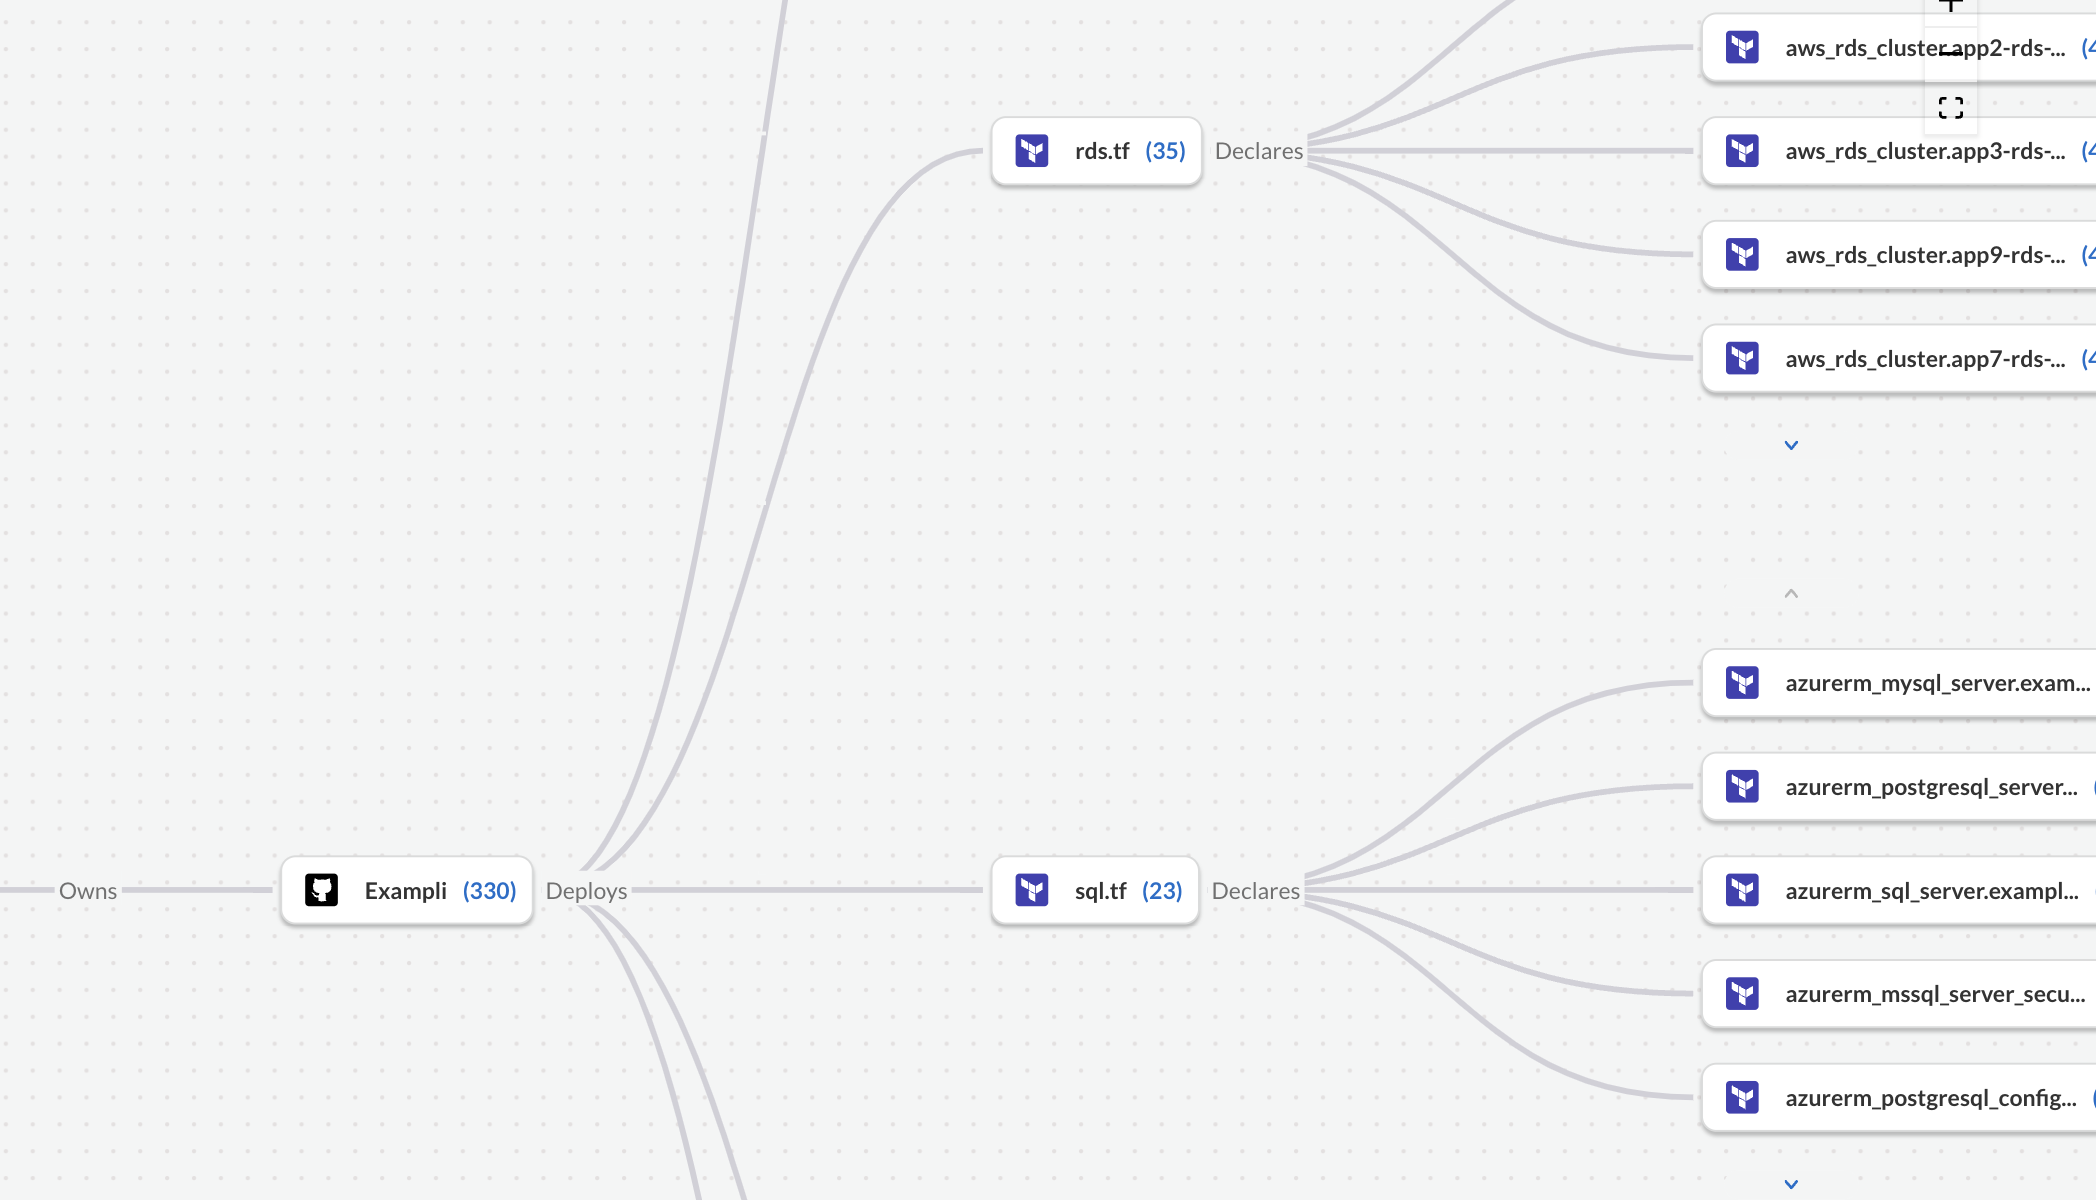 aws_rds_cluster.app2-rds-... (4
rds.tf (35) Declares
aws_rds_cluster.app3-rds-... (4
aws_rds_cluster.app9-rds-... (4
aws_rds_cluster.app7-rds-... (4
azurerm_mysql_server.exam...
azurerm_postgresql_server... (
Owns
Exampli (330) Deploys
sql.tf (23) Declares
azurerm_sql_server.exampl...
azurerm_mssql_server_secu...
azurerm_postgresql_config... (